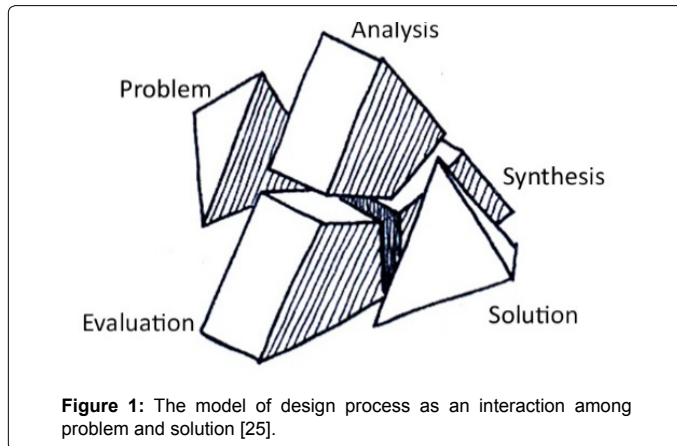 Analysis
Problem
Synthesis
Evaluation
Solution
Figure 1: The model of design process as an interaction among
problem and solution [25].